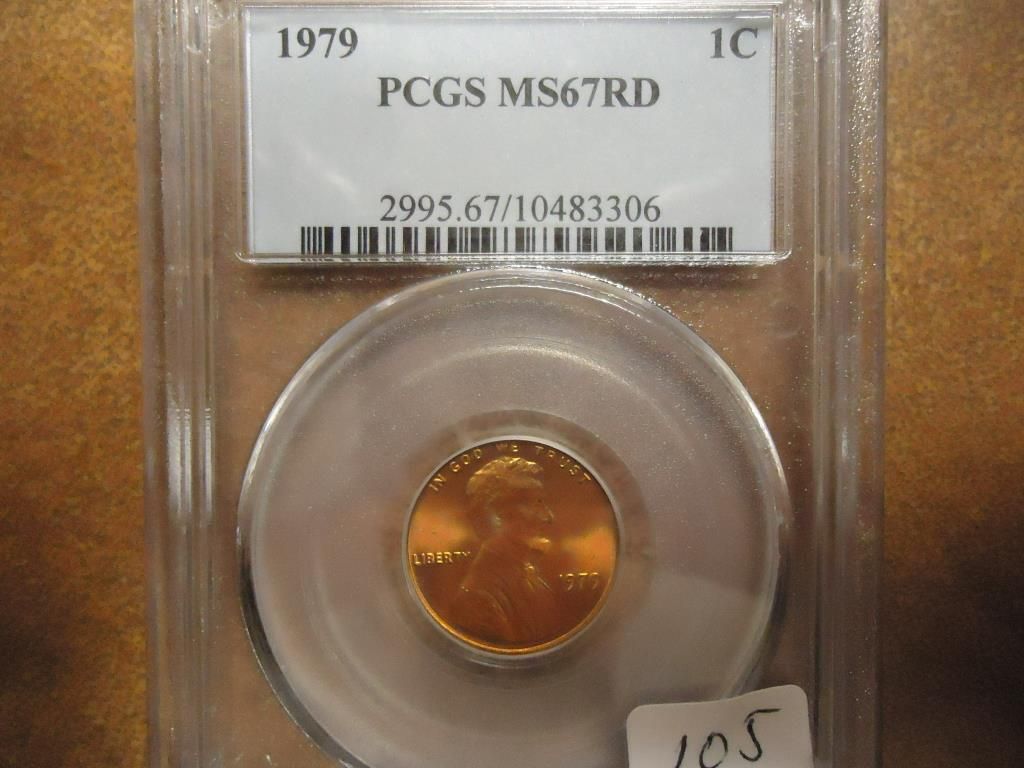 1979 1C
PCGS MS67RD
2995.67/10483306
IN GOD WE TRUST
LIBERTY
1979
105